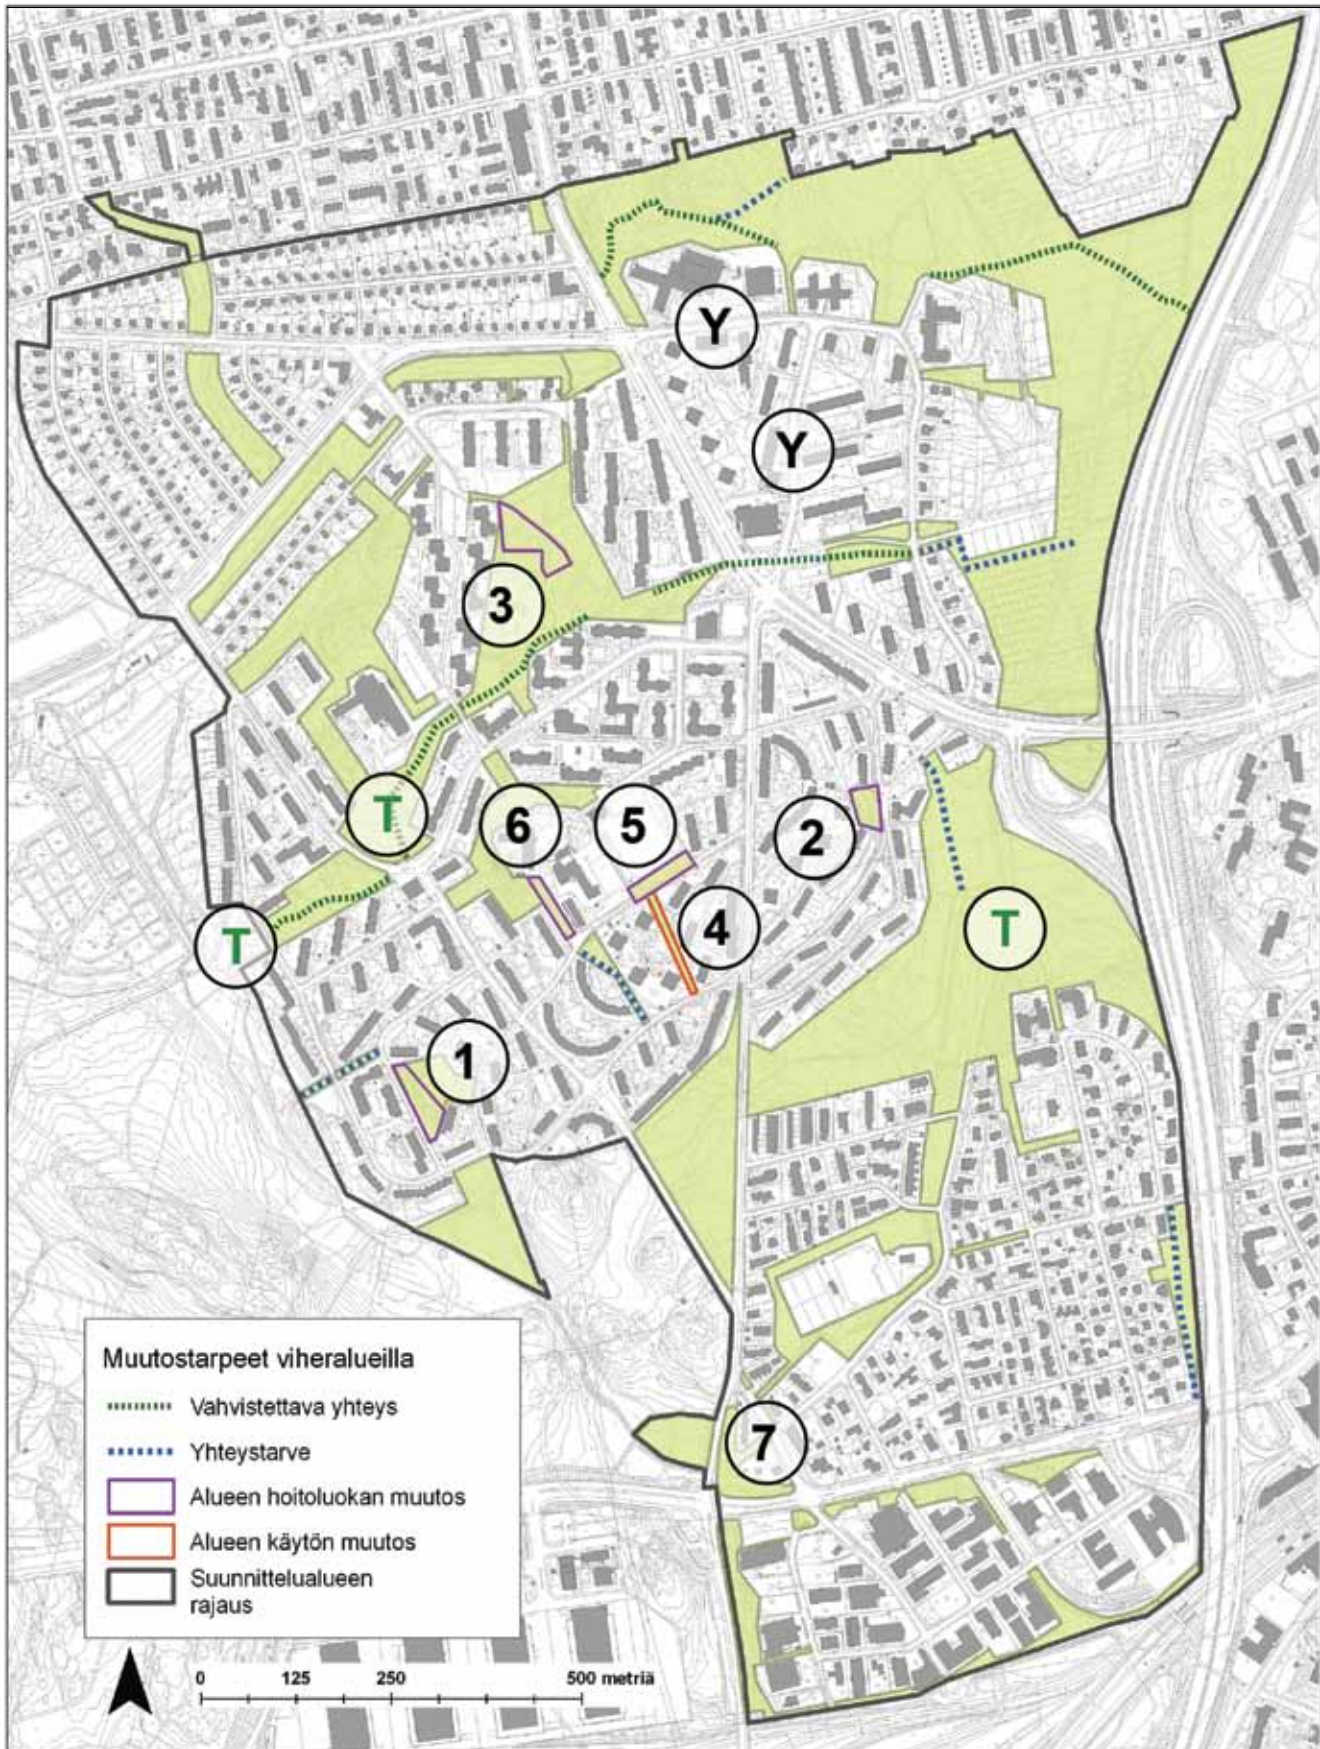 Y
Y
3
T
6
5
2
T
4
T
1
7
Muutostarpeet viheralueilla
Vahvistettava yhteys
Yhteystarve
Alueen hoitoluokan muutos
Alueen käytön muutos
Suunnittelualueen
rajaus
0 125 250 500 metriä